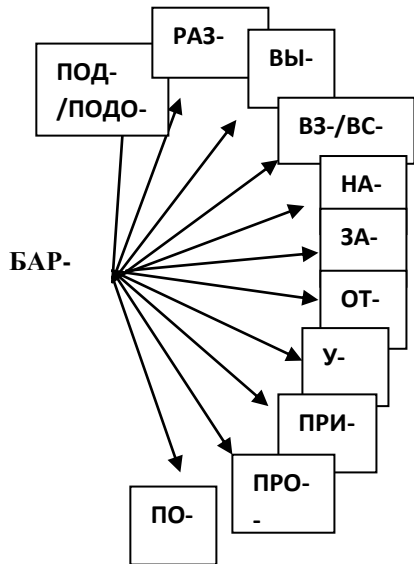 РАЗ-
ВЫ-
ПОД-
/ПОДО-
ВЗ-/ВС-
НА-
ЗА-
БАР-
ОТ-
У-
ПРИ-
ПРО-
-
ПО-